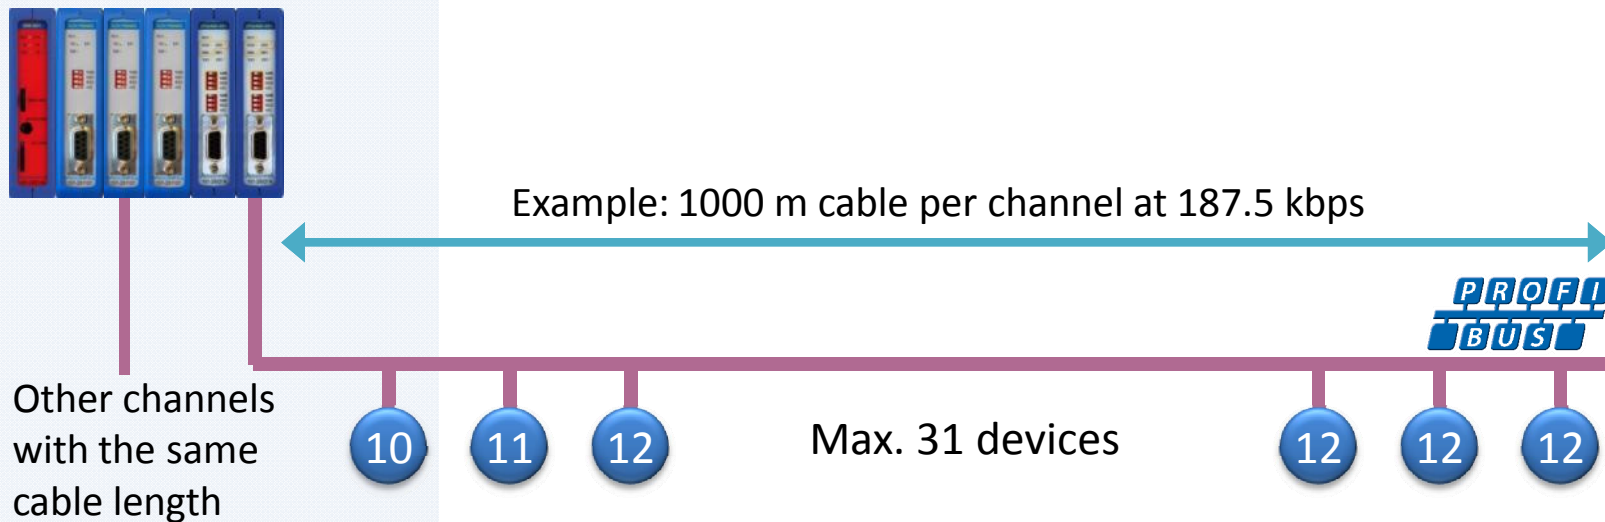 Example: 1000 m cable per channel at 187.5 kbps
PROFI
BUS
Other channels
with the same
cable length
10
11
12
Max. 31 devices
12
12
12